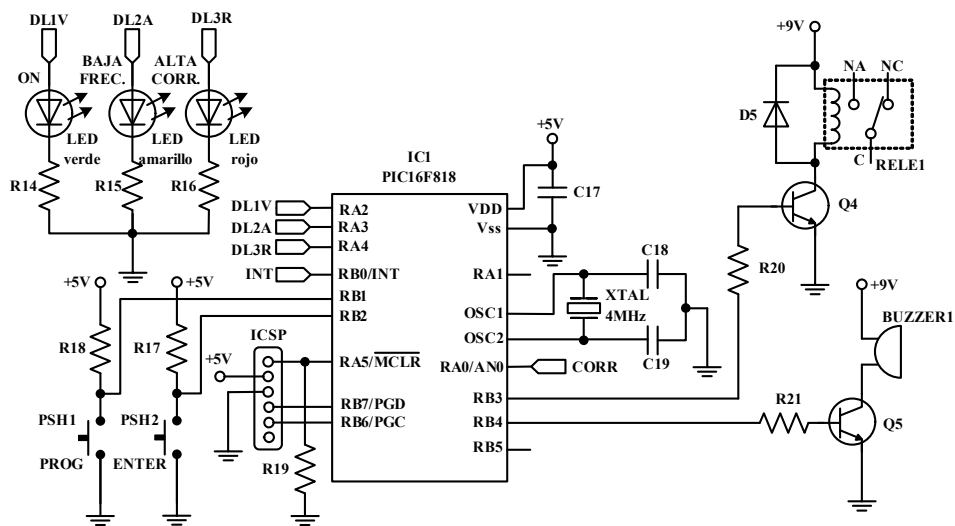 DL1V
DL2A
DL3R
ON
BAJA
FREC.
ALTA
CORR.
LED
verde
LED
amarillo
LED
rojo
R14
R15
R16
+9V
NA
NC
D5
C
RELE1
Q4
R20
IC1
PIC16F818
+5V
C17
DL1V
DL2A
DL3R
INT
RA2
RA3
RA4
RB0/INT
RB1
RB2
RA5/MCLR
RB7/PGD
RB6/PGC
VDD
Vss
RA1
OSC1
OSC2
RA0/AN0
RB3
RB4
RB5
C18
XTAL
4MHz
C19
CORR
+5V
+5V
R18
R17
ICSP
+5V
PSH1
PSH2
PROG
ENTER
R19
+9V
BUZZER1
R21
Q5